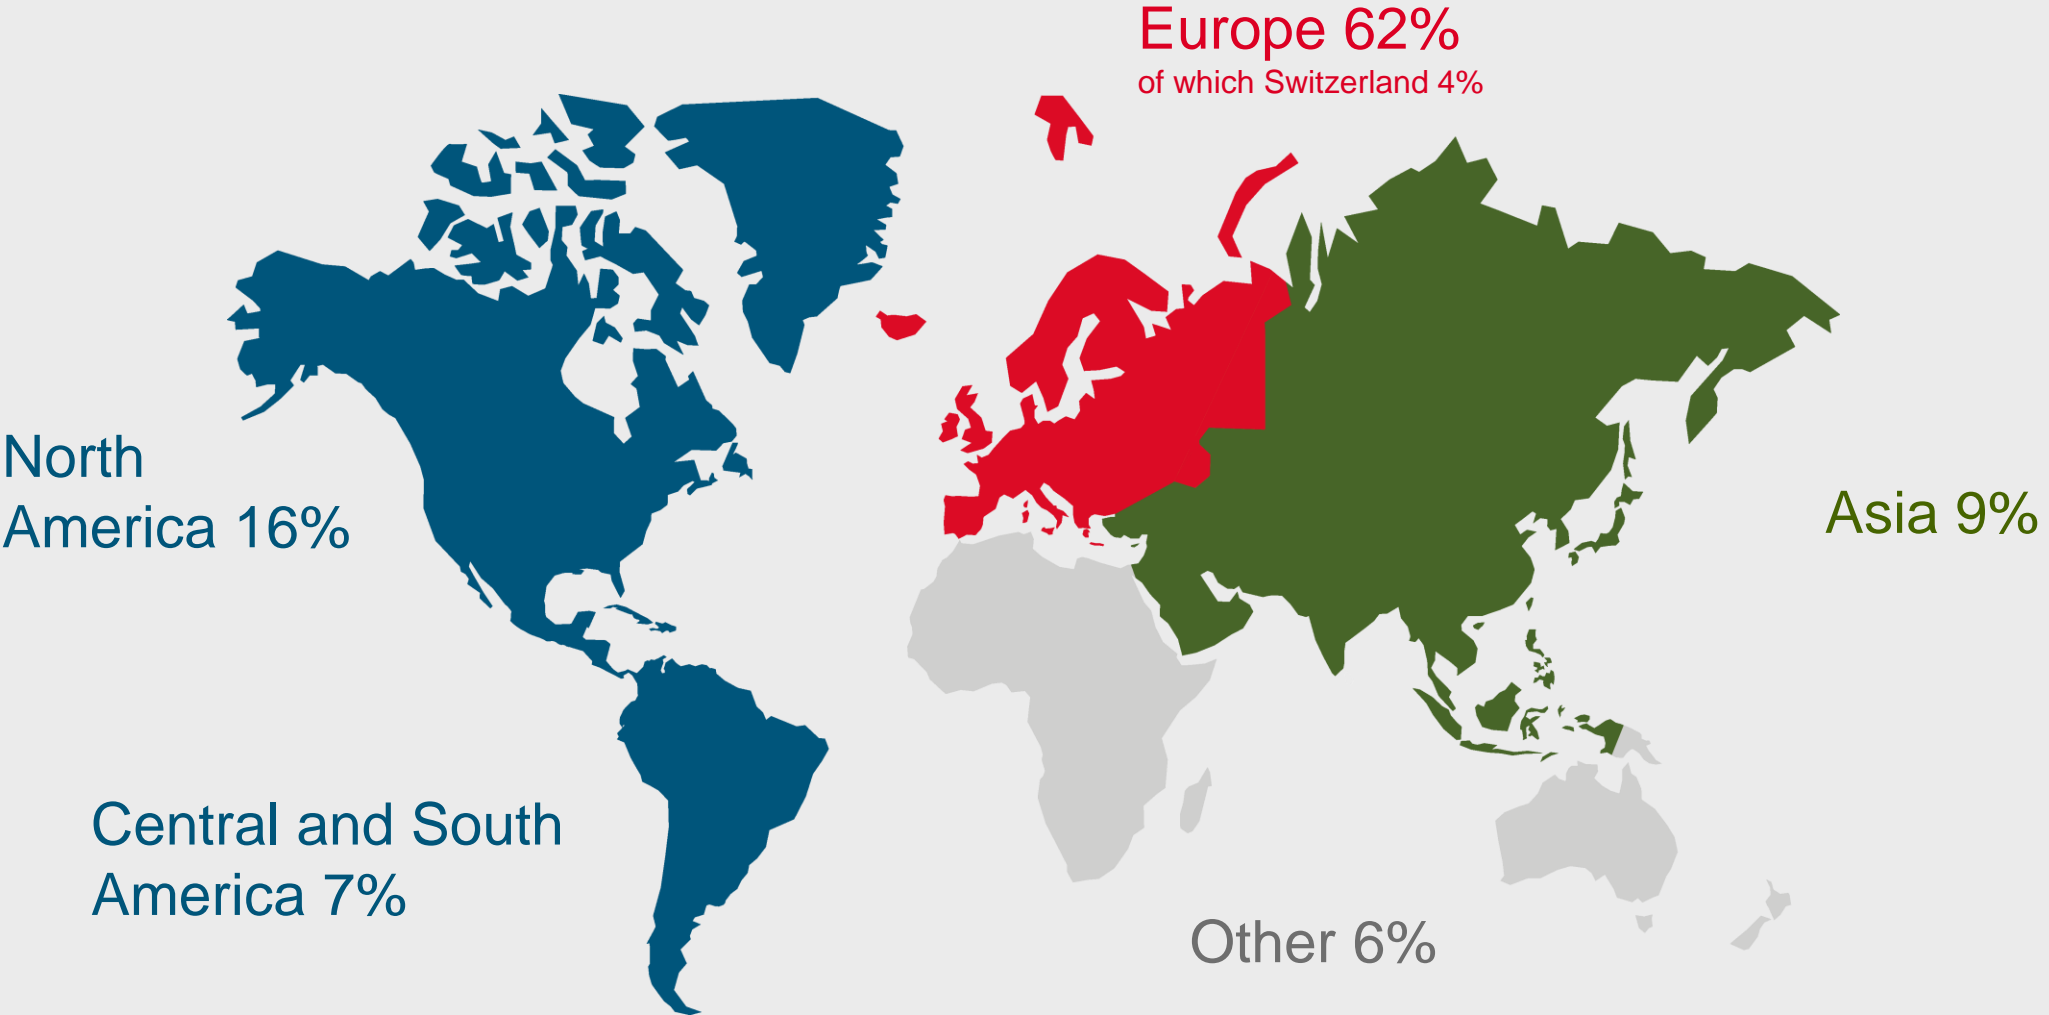 Europe 62%
of which Switzerland 4%
North
America 16%
Asia 9%
Central and South
America 7%
Other 6%